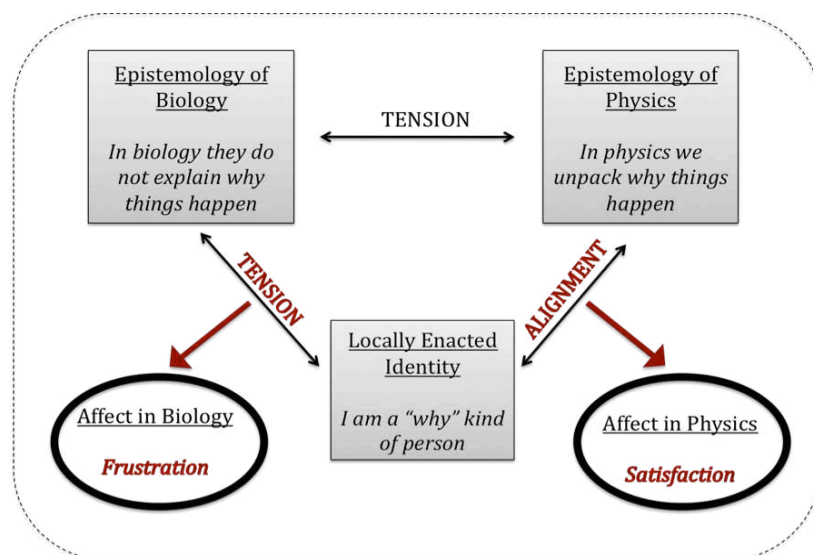 Epistemology of
Biology
In biology they do
not explain why
things happen
TENSION
Epistemology of
Physics
In physics we
unpack why things
happen
TENSION
ALIGNMENT
Locally Enacted
Identity
I am a “why” kind
of person
Affect in Biology
Frustration
Affect in Physics
Satisfaction